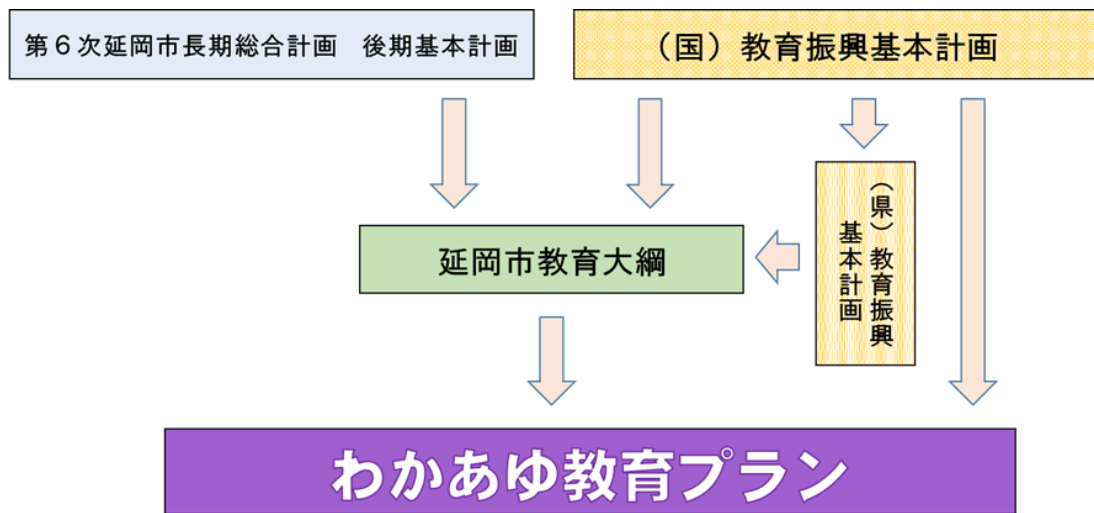 第６次延岡市長期総合計画　後期基本計画
（国）教育振興基本計画
（県）教育振興
基本計画
延岡市教育大綱
わかあゆ教育プラン